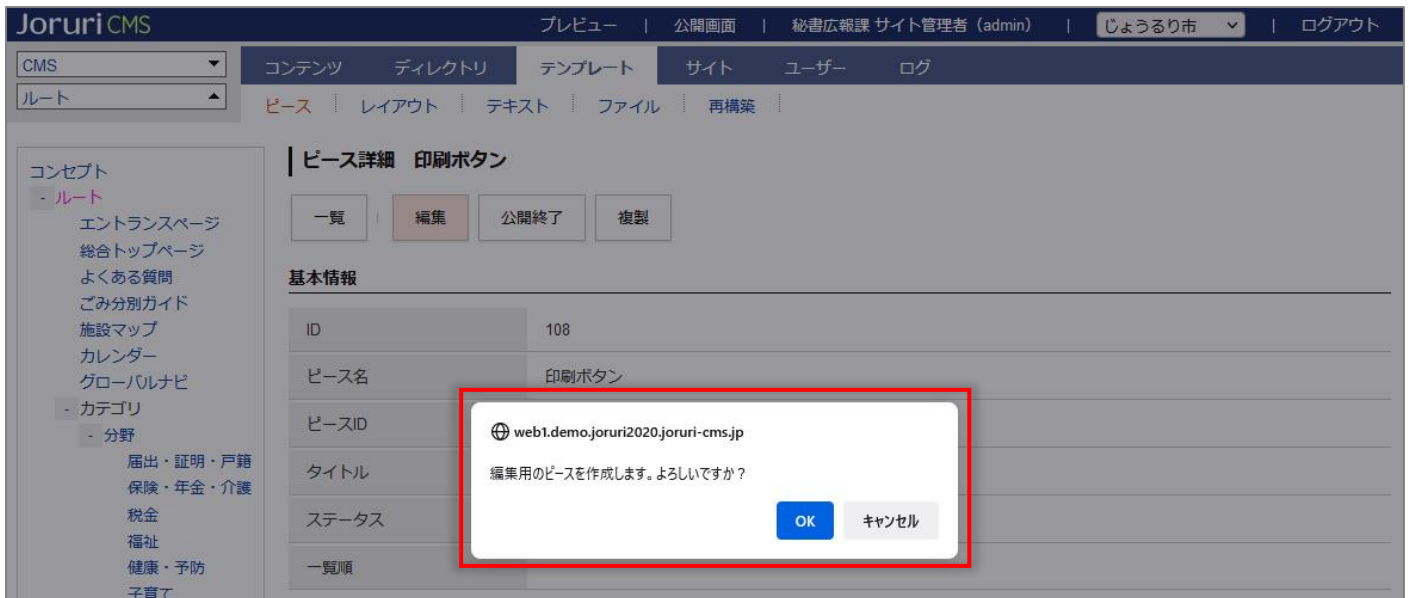 Joruri CMS
プレビュー | 公開画面 | 秘書広報課 サイト管理者 (admin) | じょうるり市 | ログアウト
CMS
コンテンツ ディレクトリ テンプレート サイト ユーザー ログ
ルート
ピース レイアウト テキスト ファイル 再構築
コンセプト
- ルート
エントランスページ
総合トップページ
よくある質問
ごみ分別ガイド
施設マップ
カレンダー
グローバルナビ
- カテゴリ
- 分野
届出・証明・戸籍
保険・年金・介護
税金
福祉
健康・予防
子育て
ピース詳細 印刷ボタン
一覧 編集 公開終了 複製
基本情報
ID 108
ピース名 印刷ボタン
ピースID
タイトル
ステータス
一覧順
web1.demo.joruri2020.joruri-cms.jp
編集用のピースを作成します。よろしいですか?
OK キャンセル